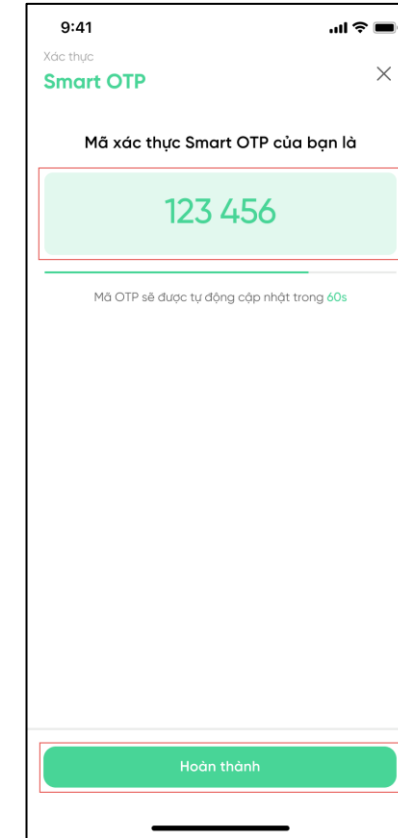 9:41
Xác thực
Smart OTP
Mã xác thực Smart OTP của bạn là
123 456
Mã OTP sẽ được tự động cập nhật trong 60s
Hoàn thành